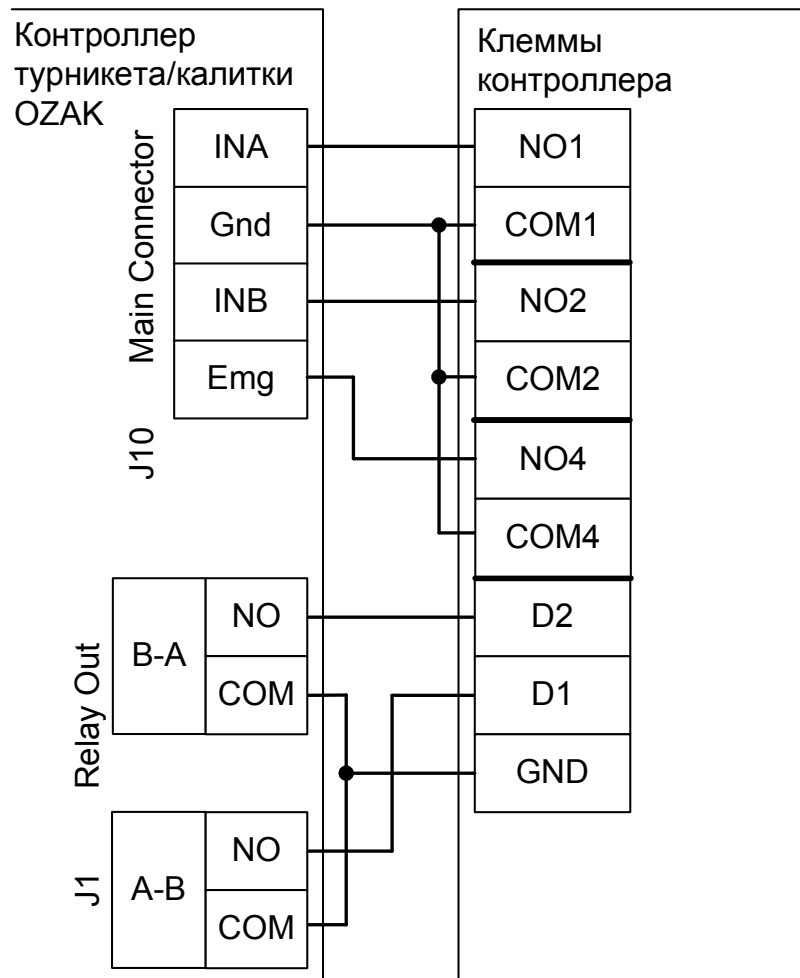 Контроллер
турникета/калитки
OZAK
Main Connector
J10
INA
Gnd
INB
Emg
Relay Out
J1
B-A
NO
COM
A-B
NO
COM
Клеммы
контроллера
NO1
COM1
NO2
COM2
NO4
COM4
D2
D1
GND